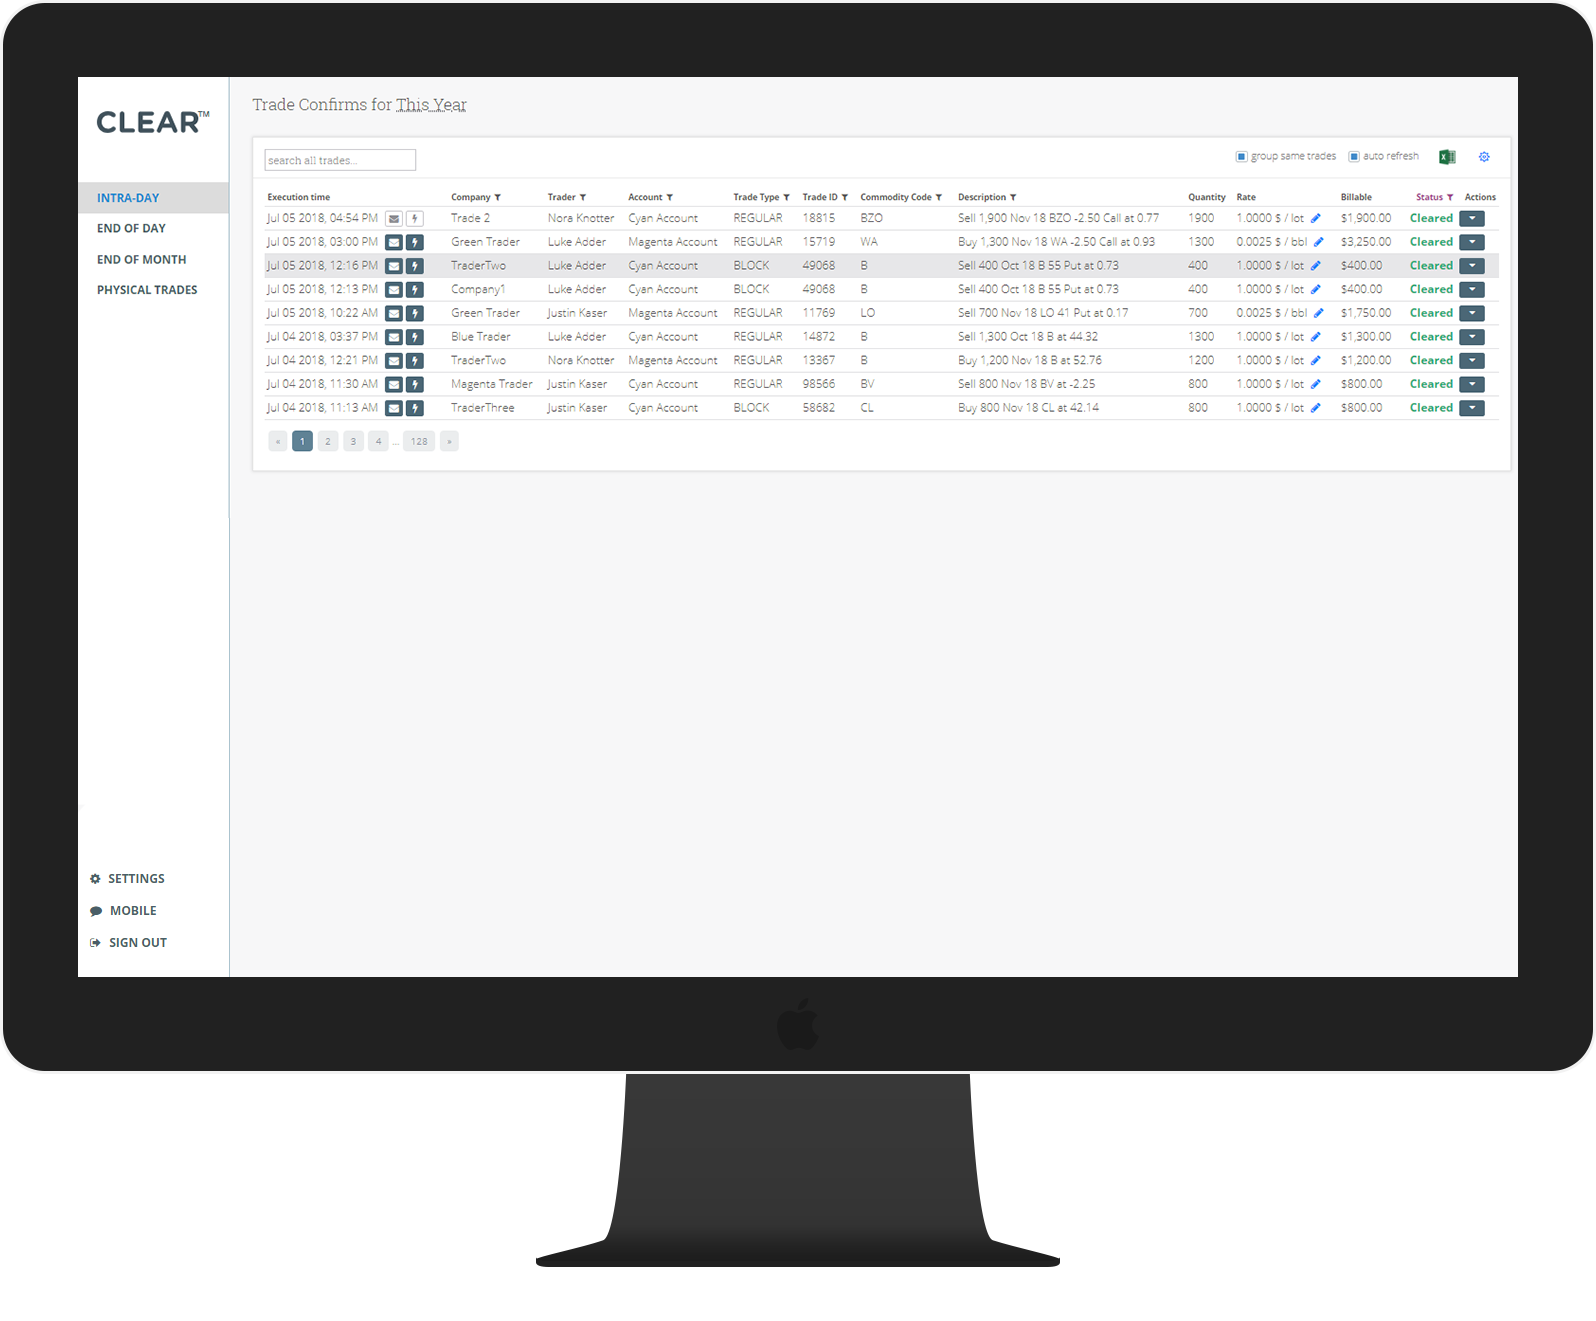 CLEAR™
INTRA-DAY
END OF DAY
END OF MONTH
PHYSICAL TRADES
SETTINGS
MOBILE
SIGN OUT
Trade Confirms for This Year
search all trades...
group same trades auto refresh
Execution time Company Trader Account Trade Type Trade ID Commodity Code Description Quantity Rate Billable Status Actions
Jul 05 2018, 04:54 PM Trade 2 Nora Knotter Cyan Account REGULAR 18815 BZO Sell 1,900 Nov 18 BZO -2.50 Call at 0.77 1900 1.0000 $ / lot $1,900.00 Cleared
Jul 05 2018, 03:00 PM Green Trader Luke Adder Magenta Account REGULAR 15719 WA Buy 1,300 Nov 18 WA -2.50 Call at 0.93 1300 0.0025 $ / bbl $3,250.00 Cleared
Jul 05 2018, 12:16 PM TraderTwo Luke Adder Cyan Account BLOCK 49068 B Sell 400 Oct 18 B 55 Put at 0.73 400 1.0000 $ / lot $400.00 Cleared
Jul 05 2018, 12:13 PM Company1 Luke Adder Cyan Account BLOCK 49068 B Sell 400 Oct 18 B 55 Put at 0.73 400 1.0000 $ / lot $400.00 Cleared
Jul 05 2018, 10:22 AM Green Trader Justin Kaser Magenta Account REGULAR 11769 LO Sell 700 Nov 18 LO 41 Put at 0.17 700 0.0025 $ / bbl $1,750.00 Cleared
Jul 04 2018, 03:37 PM Blue Trader Luke Adder Cyan Account REGULAR 14872 B Sell 1,300 Oct 18 B at 44.32 1300 1.0000 $ / lot $1,300.00 Cleared
Jul 04 2018, 12:21 PM TraderTwo Nora Knotter Magenta Account REGULAR 13367 B Buy 1,200 Nov 18 B at 52.76 1200 1.0000 $ / lot $1,200.00 Cleared
Jul 04 2018, 11:30 AM Magenta Trader Justin Kaser Cyan Account REGULAR 98566 BV Sell 800 Nov 18 BV at -2.25 800 1.0000 $ / lot $800.00 Cleared
Jul 04 2018, 11:13 AM TraderThree Justin Kaser Cyan Account BLOCK 58682 CL Buy 800 Nov 18 CL at 42.14 800 1.0000 $ / lot $800.00 Cleared
« 1 2 3 4 ... 128 »